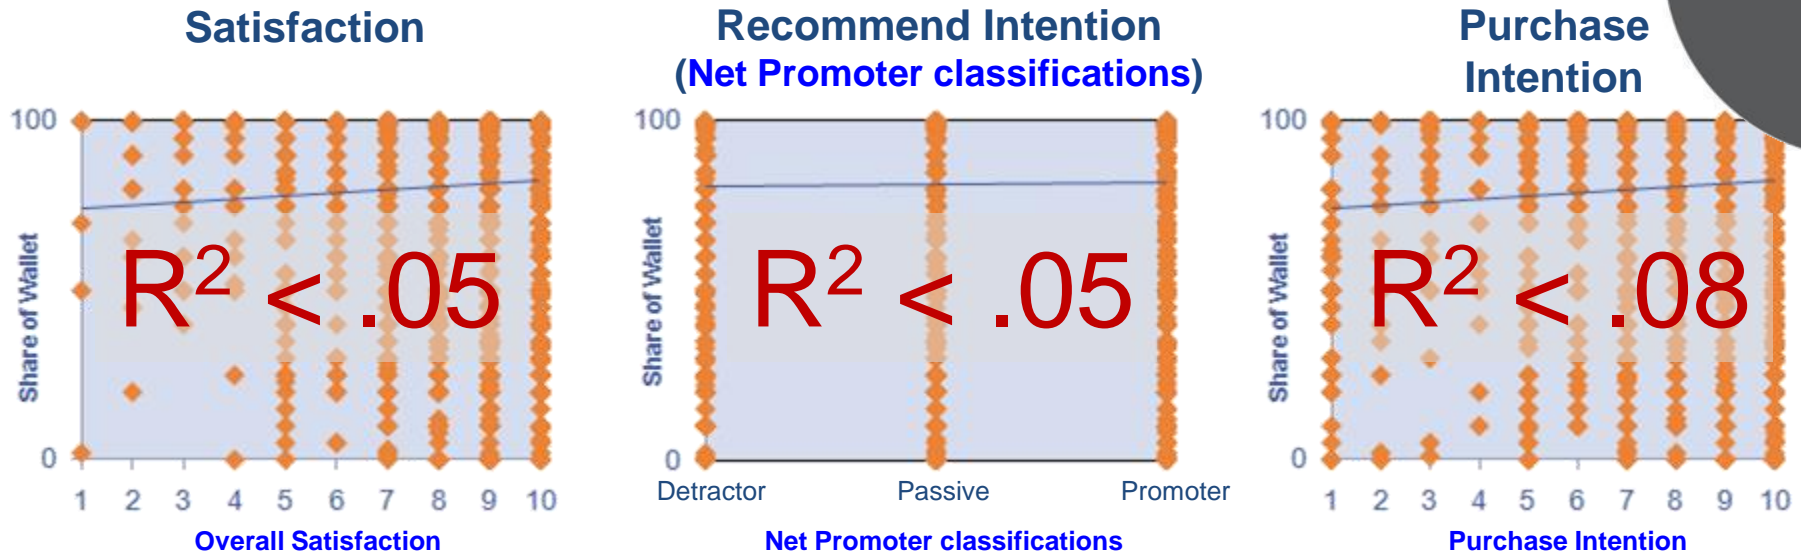 Satisfaction
100
Share of Wallet
R² < .05
0
1 2 3 4 5 6 7 8 9 10
Overall Satisfaction
Recommend Intention
(Net Promoter classifications)
100
Share of Wallet
R² < .05
0
Detractor Passive Promoter
Net Promoter classifications
Purchase
Intention
100
Share of Wallet
R² < .08
0
1 2 3 4 5 6 7 8 9 10
Purchase Intention